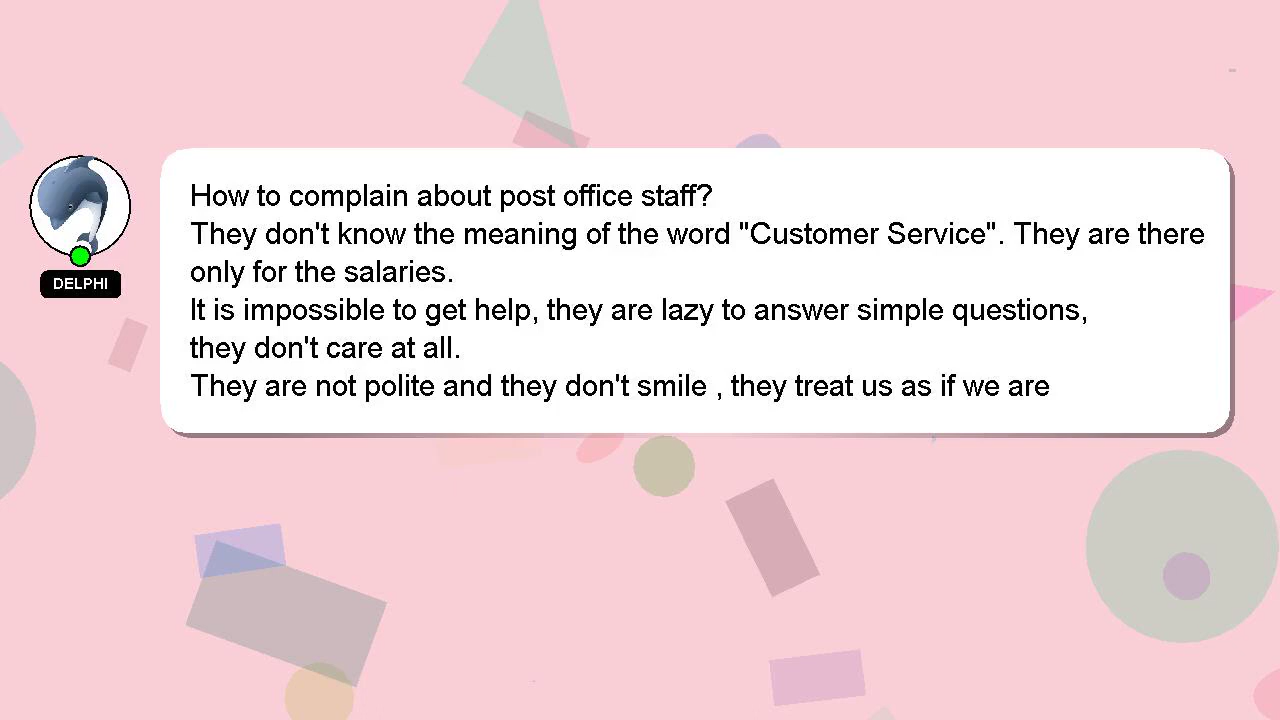 How to complain about post office staff?
They don't know the meaning of the word "Customer Service". They are there
only for the salaries.
It is impossible to get help, they are lazy to answer simple questions,
they don't care at all.
They are not polite and they don't smile , they treat us as if we are
DELPHI